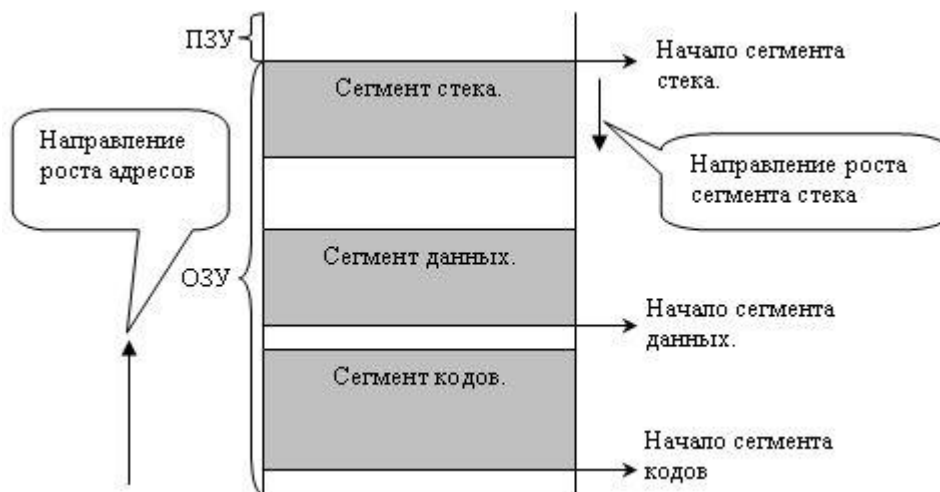 ПЗУ
Начало сегмента
стека.
Сегмент стека.
Направление
роста адресов
Направление роста
сегмента стека
ОЗУ
Сегмент данных.
Начало сегмента
данных.
Сегмент кодов.
Начало сегмента
кодов